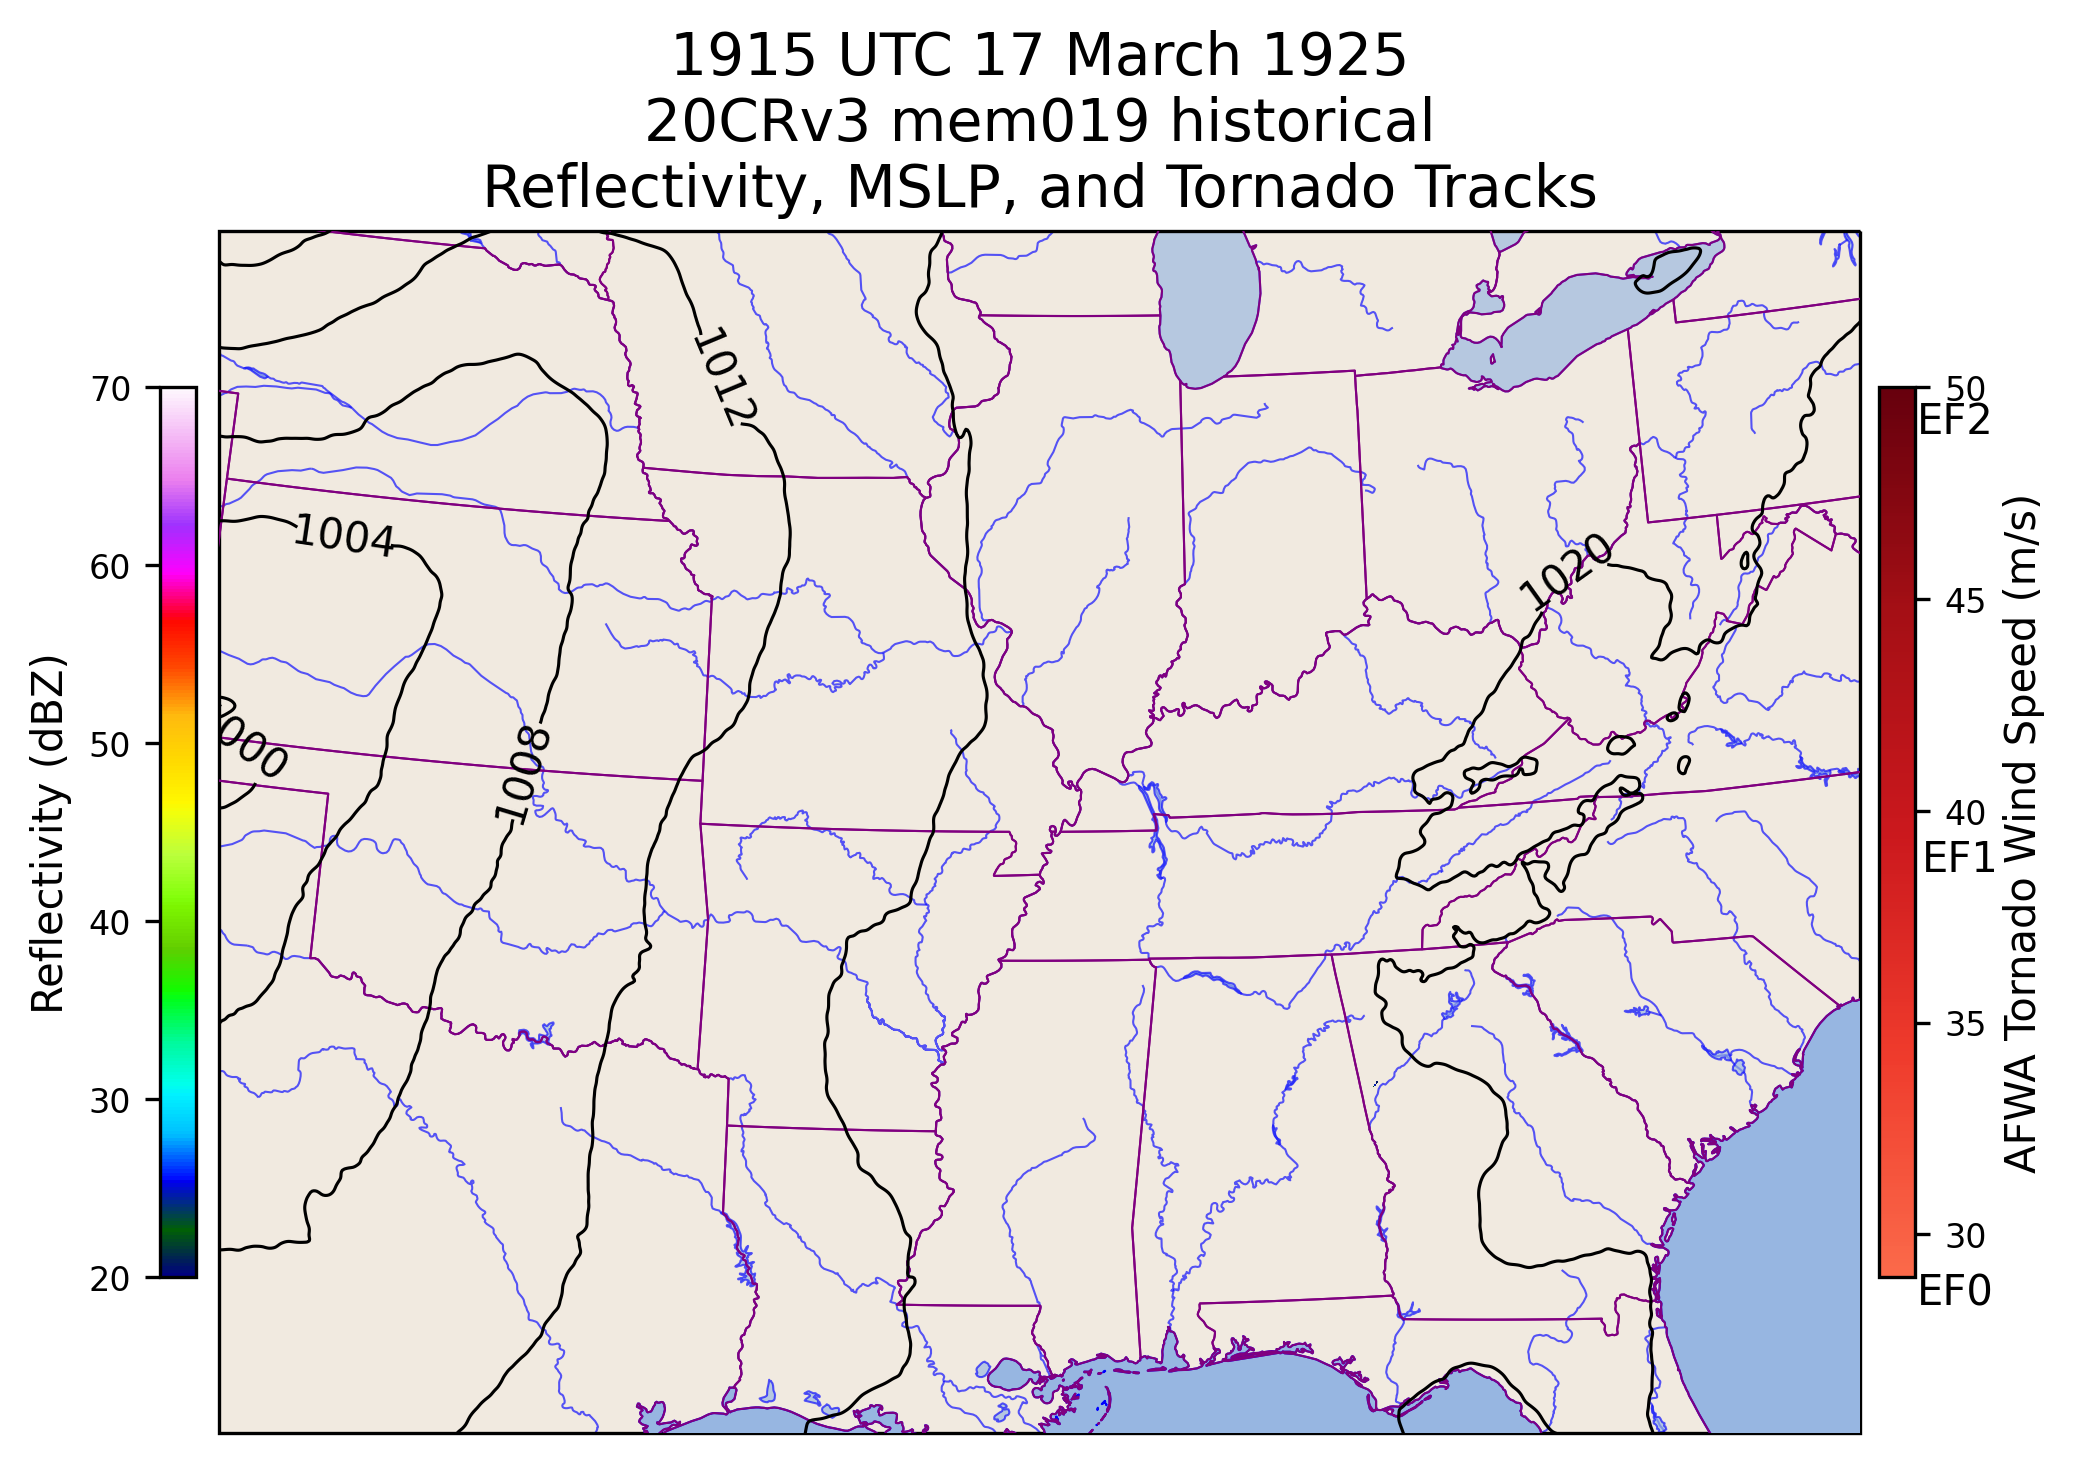 1915 UTC 17 March 1925
20CRv3 mem019 historical
Reflectivity, MSLP, and Tornado Tracks
1012
1004
1020
1008
Reflectivity (dBZ)
70
60
50
40
30
20
AFWA Tornado Wind Speed (m/s)
50
EF2
45
40
EF1
35
30
EF0